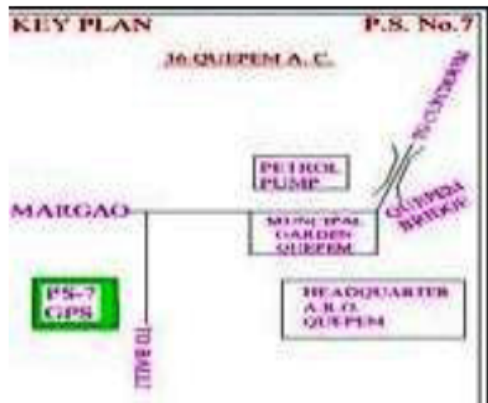 KEY PLAN P.S. No.7
36 QUEPEM A. C.
TO
PETROL
PUMP
MARGAO
QUEPEM
BRIDGE
MUNCIPAL
GARDEN
QUEPEM
PS-7
GPS
HEADQUARTER
A.R.O.
QUEPEM
TO BALLI